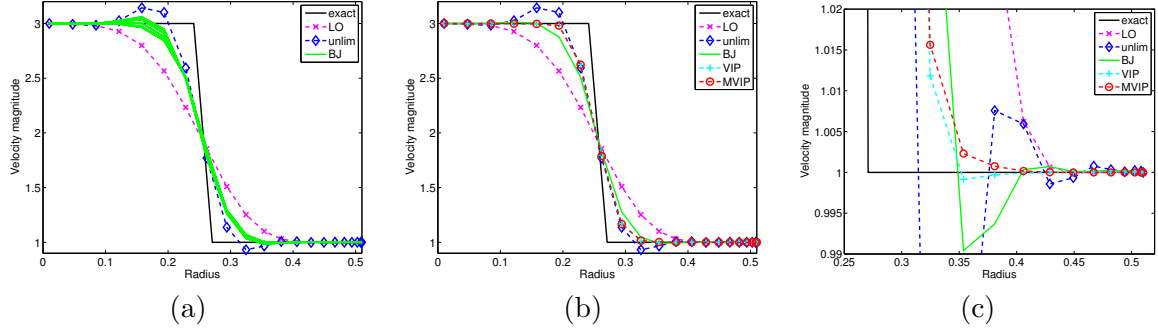 3
2.5
2
1.5
1
0
0.1
0.2
0.3
0.4
0.5
Radius
Velocity magnitude
exact
LO
unlim
BJ
(a)
3
2.5
2
1.5
1
0
0.1
0.2
0.3
0.4
0.5
Radius
Velocity magnitude
exact
LO
unlim
BJ
VIP
MVIP
(b)
1.02
1.015
1.01
1.005
1
0.995
0.99
0.25
0.3
0.35
0.4
0.45
0.5
Radius
Velocity magnitude
exact
LO
unlim
BJ
VIP
MVIP
(c)